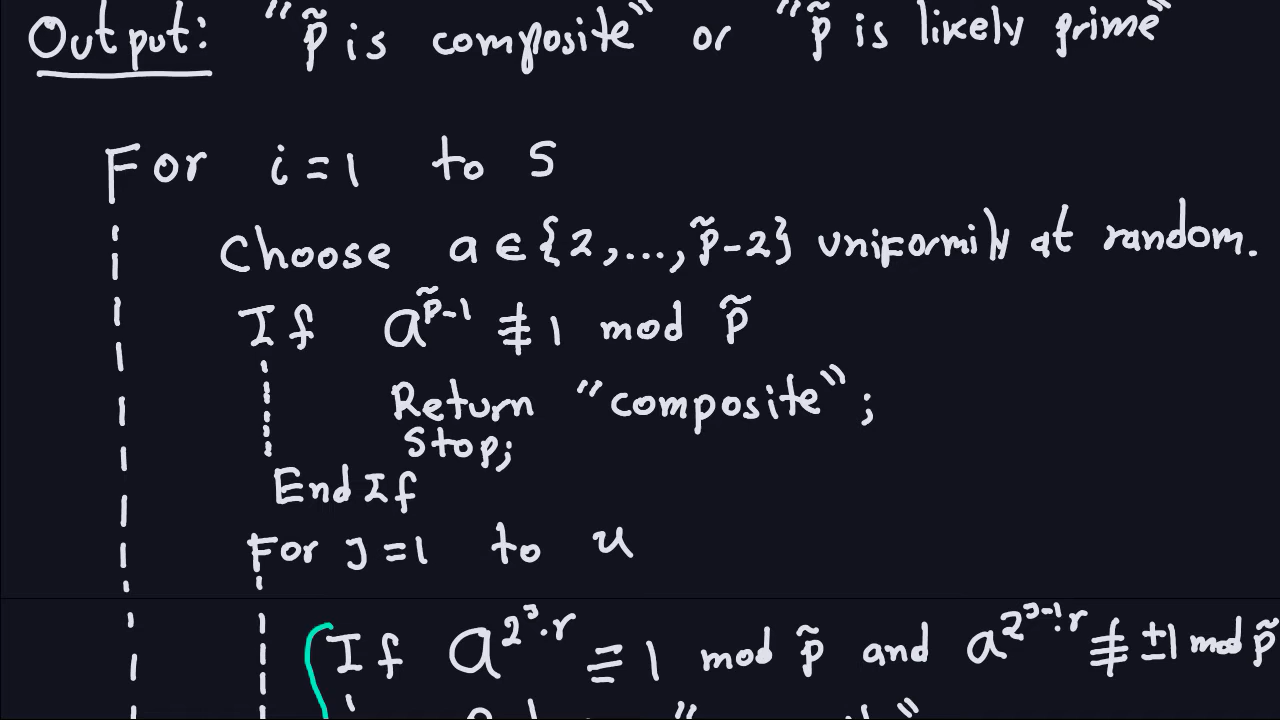 Output: "p̃ is composite" or "p̃ is likely prime"
For i=1 to s
Choose a ∈ {2,...,p̃-2} uniformly at random.
If a^{p̃-1} ≢ 1 mod p̃
Return "composite";
Stop;
End If
For J=1 to u
If a^{2^J·r} ≡ 1 mod p̃ and a^{2^{J-1}·r} ≢ ±1 mod p̃